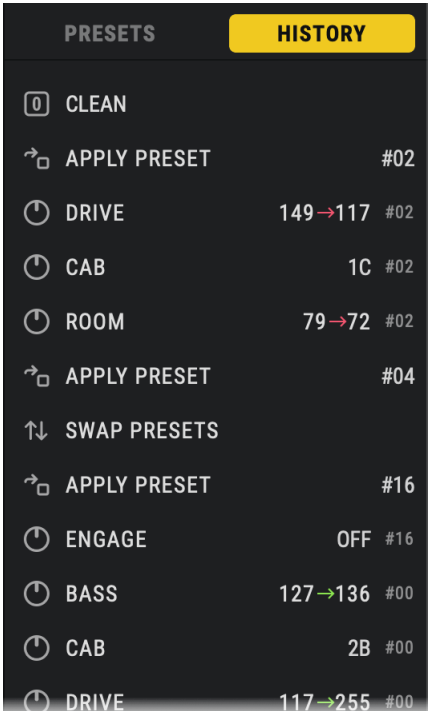 PRESETS HISTORY
0 CLEAN
APPLY PRESET #02
DRIVE 149→117 #02
CAB 1C #02
ROOM 79→72 #02
APPLY PRESET #04
SWAP PRESETS
APPLY PRESET #16
ENGAGE OFF #16
BASS 127→136 #00
CAB 2B #00
DRIVE 117→255 #00